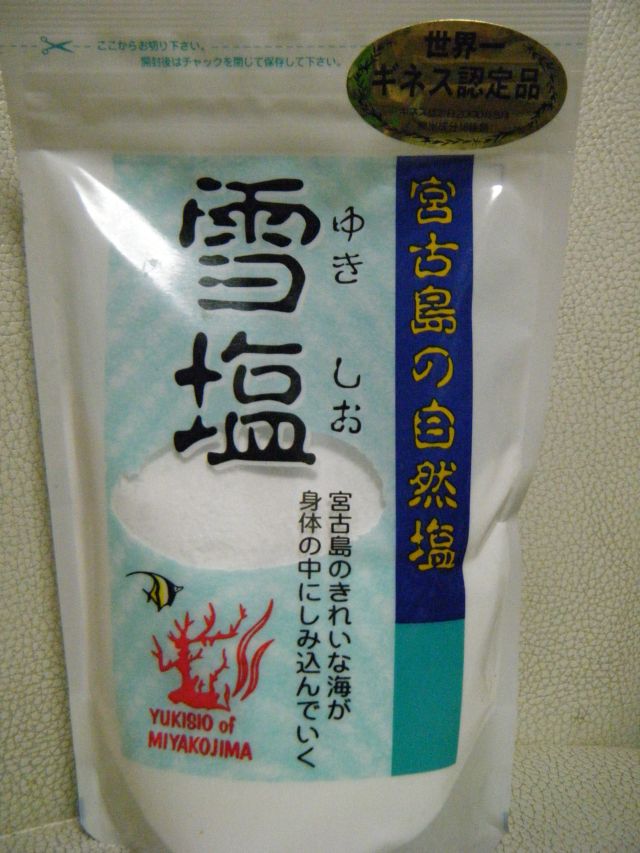 ここからお切り下さい。
開封後はチャックを閉じて保存して下さい。
世界一
ギネス認定品
宮古島の自然塩
雪塩
ゆき しお
宮古島のきれいな海が
身体の中にしみ込んでいく
YUKISIO of
MIYAKOJIMA